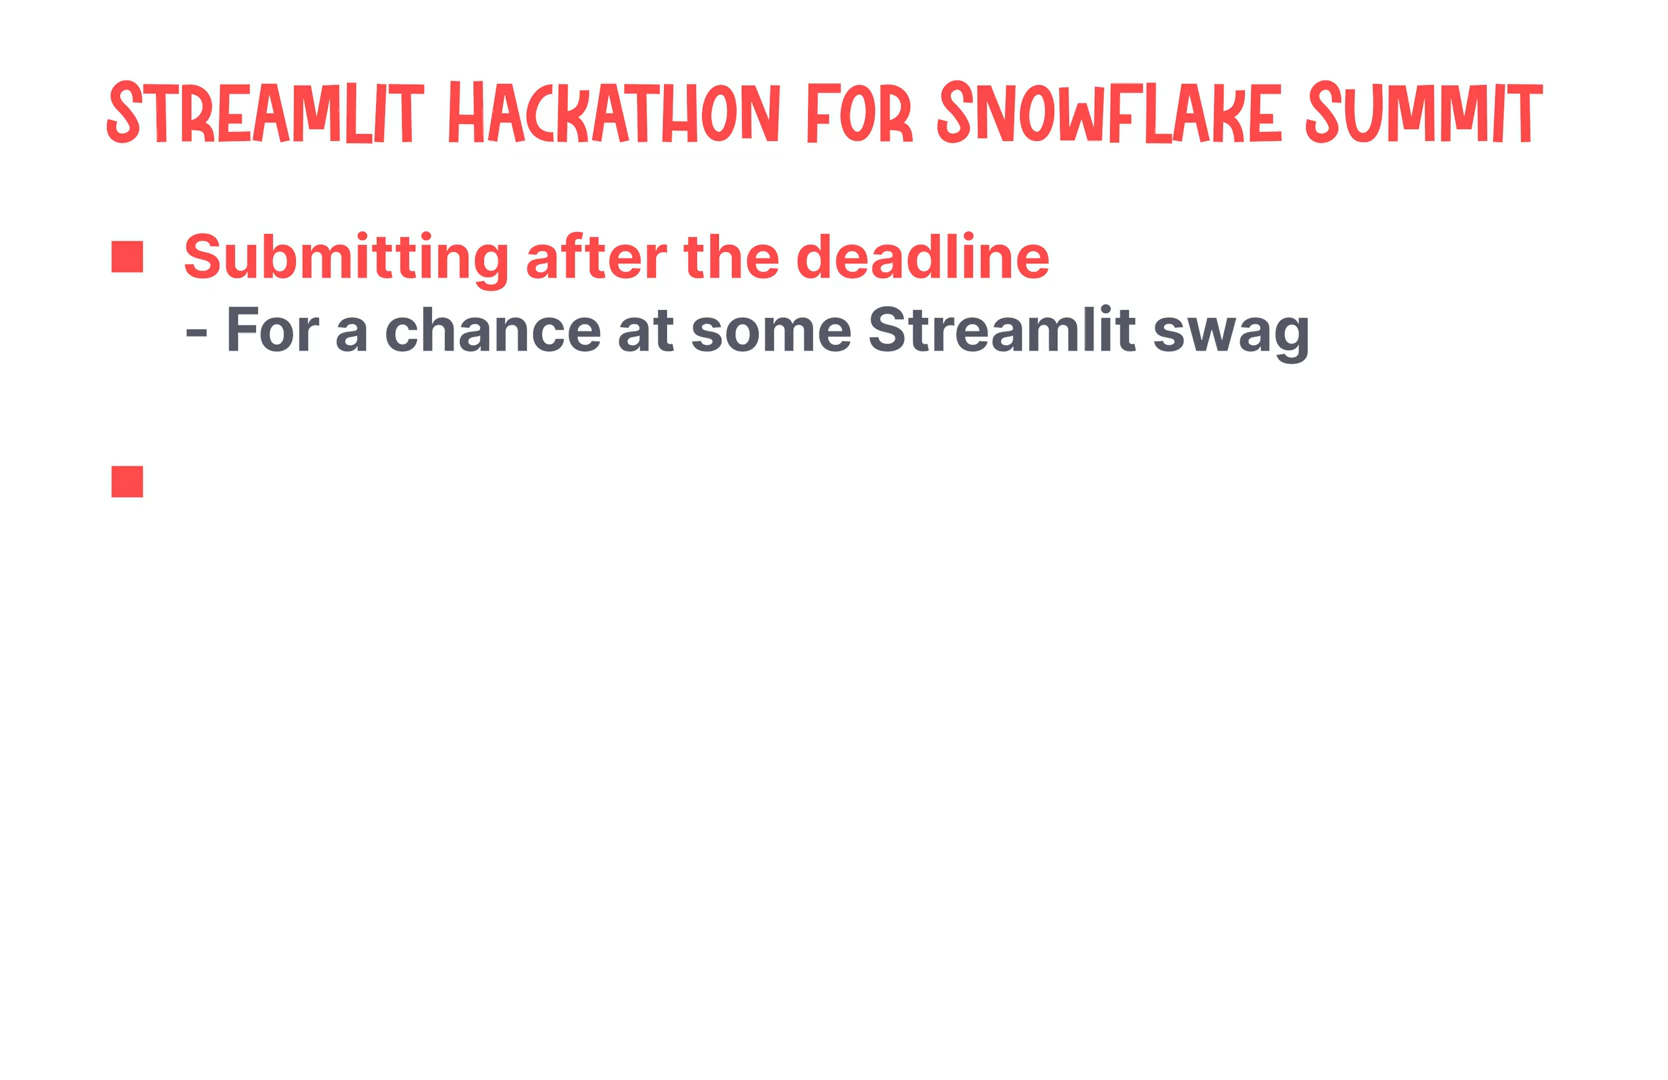 STREAMLIT HACKATHON FOR SNOWFLAKE SUMMIT
■ Submitting after the deadline
- For a chance at some Streamlit swag
■